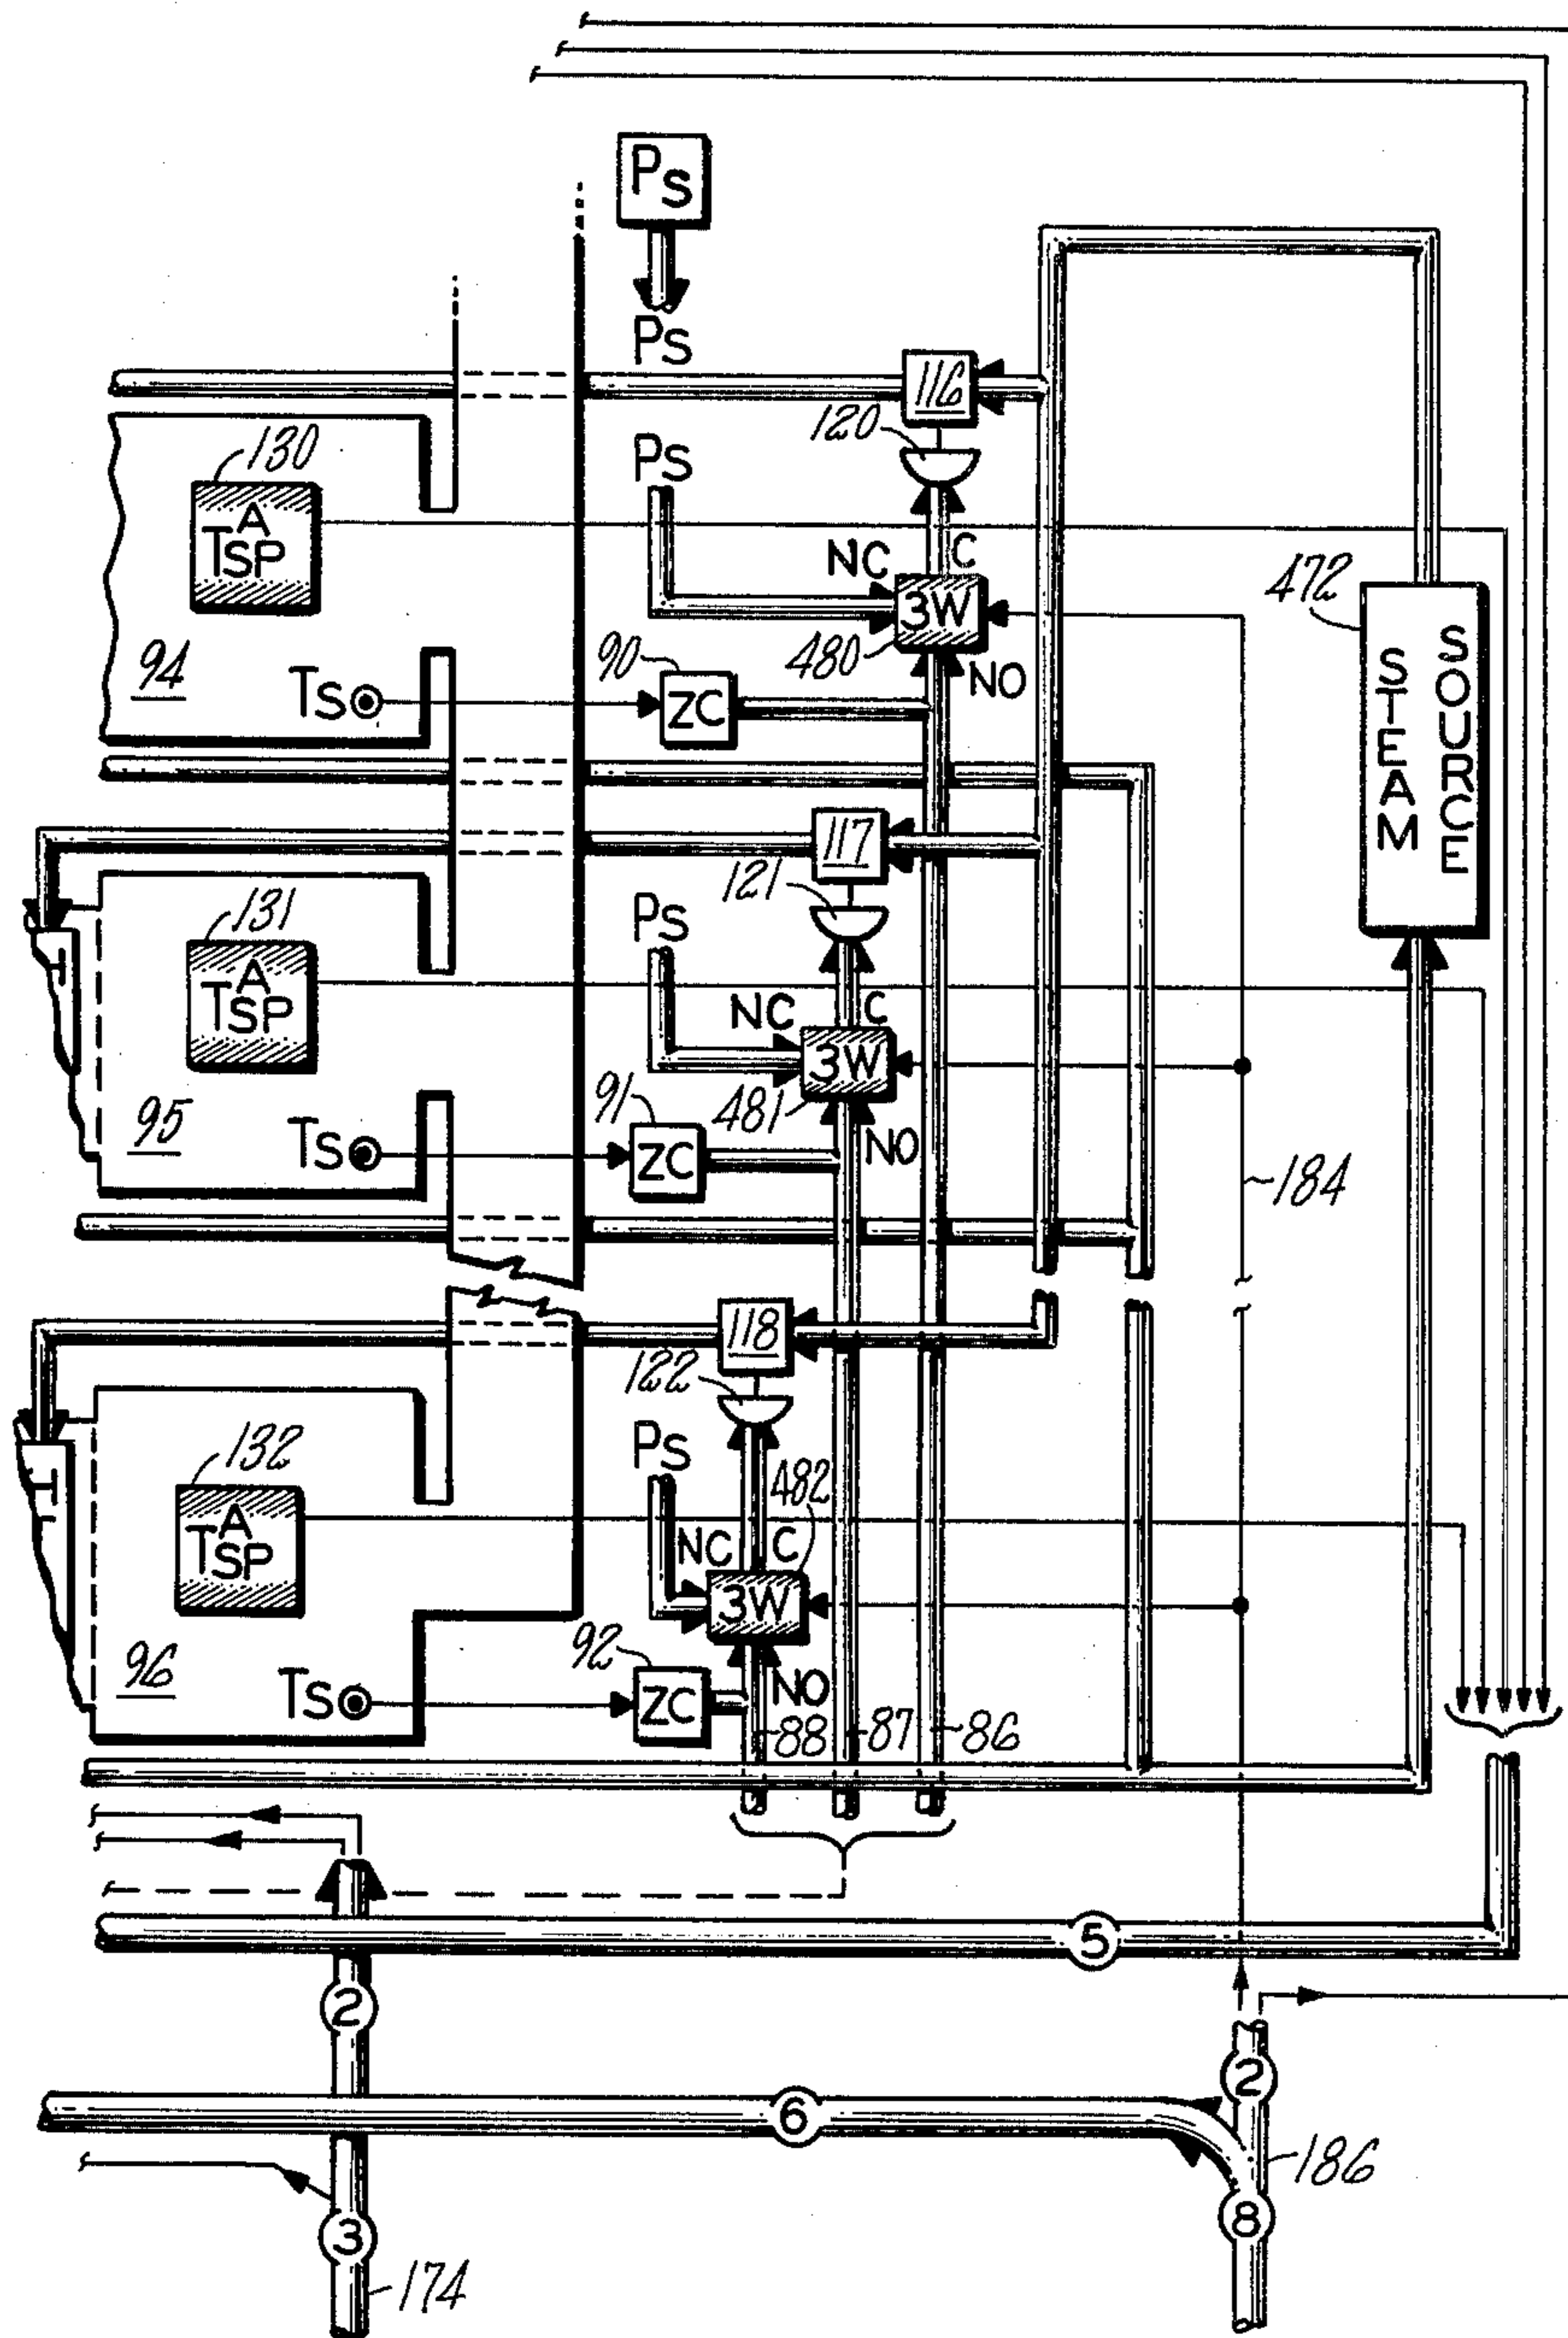 Ps
Ps
116
120
130
Ps
A
TSP
NC
C
472
3W
STEAM
SOURCE
90
480
94
NO
Ts
ZC
117
121
131
Ps
A
TSP
NC
C
3W
91
481
95
NO
Ts
ZC
184
118
122
132
Ps
482
A
TSP
NC
C
3W
92
96
NO
Ts
ZC
88
87
86
5
2
2
6
186
3
8
174